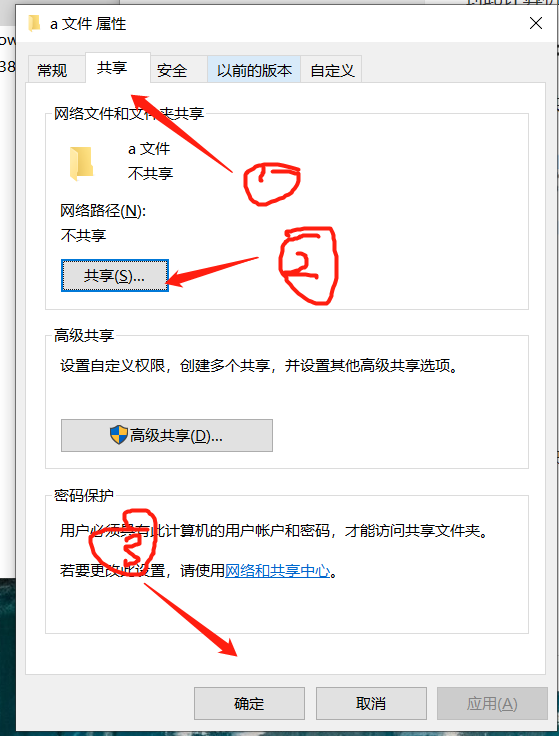 a 文件 属性
常规 共享 安全 以前的版本 自定义
网络文件和文件夹共享
a 文件
不共享
网络路径(N):
不共享
共享(S)...
高级共享
设置自定义权限，创建多个共享，并设置其他高级共享选项。
高级共享(D)...
密码保护
用户必须具有此计算机的用户帐户和密码，才能访问共享文件夹。
若要更改此设置，请使用网络和共享中心。
确定 取消 应用(A)
1
2
3
38